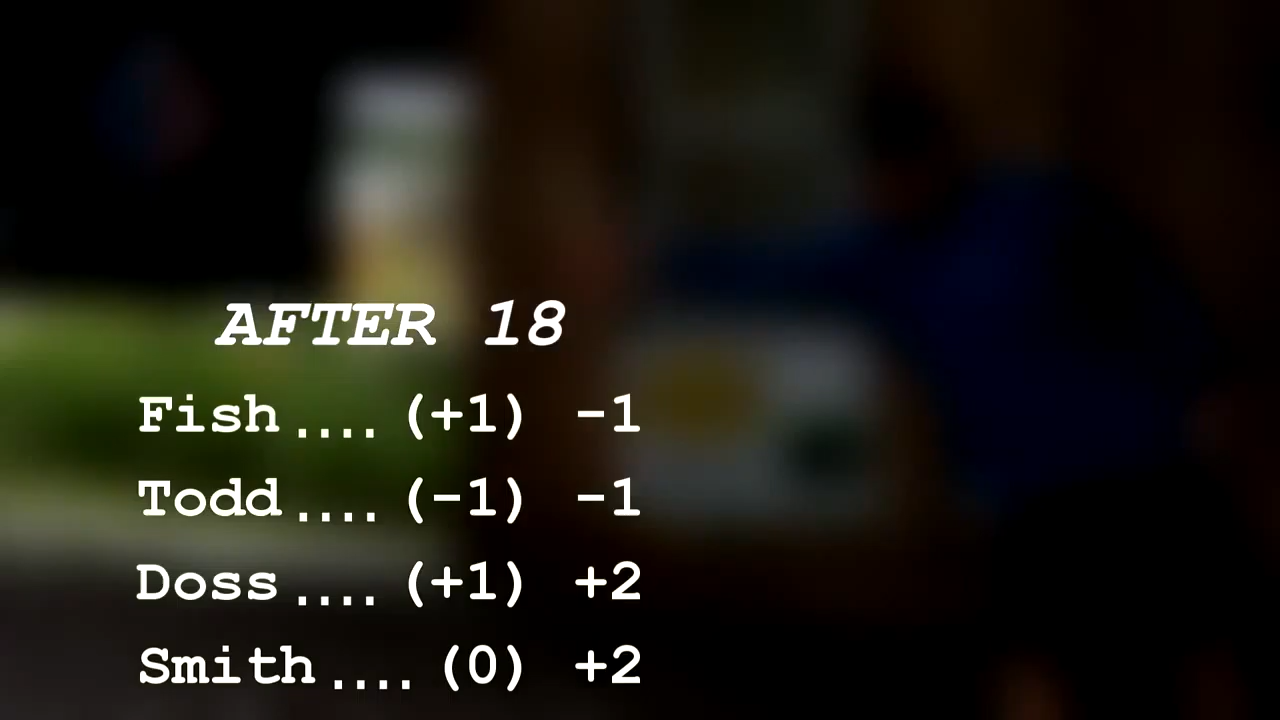 AFTER 18
Fish.... (+1) -1
Todd.... (-1) -1
Doss.... (+1) +2
Smith.... (0) +2